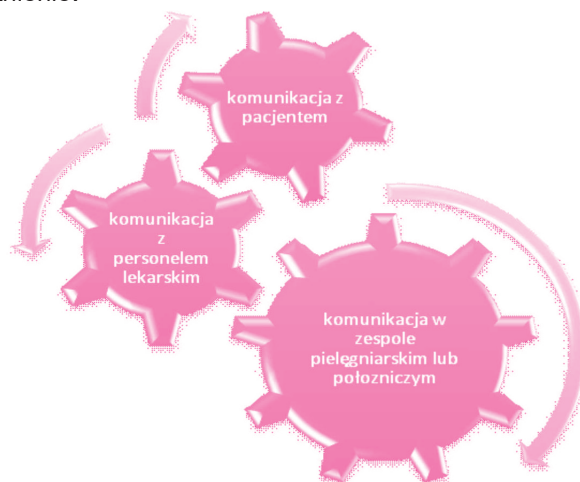 komunikacja z
pacjentem
komunikacja
z
personelem
lekarskim
komunikacja w
zespole
pielęgniarskim lub
położniczym